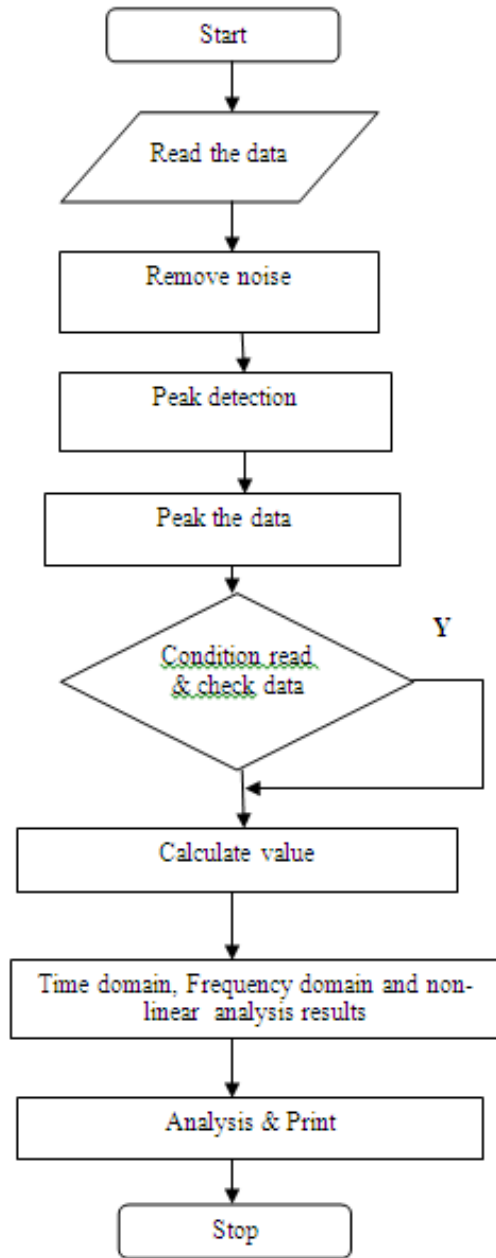 Start
Read the data
Remove noise
Peak detection
Peak the data
Y
Condition read
& check data
Calculate value
Time domain, Frequency domain and non-
linear analysis results
Analysis & Print
Stop